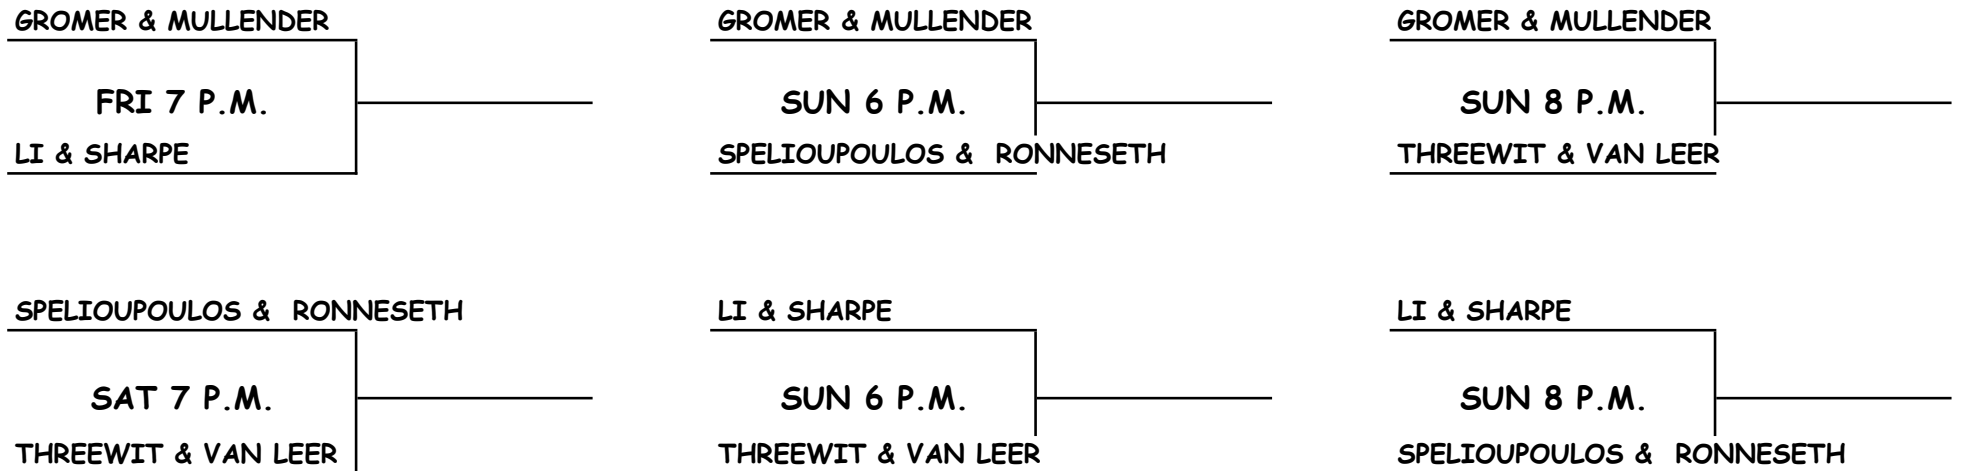 GROMER & MULLENDER
FRI 7 P.M.
LI & SHARPE
GROMER & MULLENDER
SUN 6 P.M.
SPELIOUPOULOS & RONNESETH
GROMER & MULLENDER
SUN 8 P.M.
THREEWIT & VAN LEER
SPELIOUPOULOS & RONNESETH
SAT 7 P.M.
THREEWIT & VAN LEER
LI & SHARPE
SUN 6 P.M.
THREEWIT & VAN LEER
LI & SHARPE
SUN 8 P.M.
SPELIOUPOULOS & RONNESETH